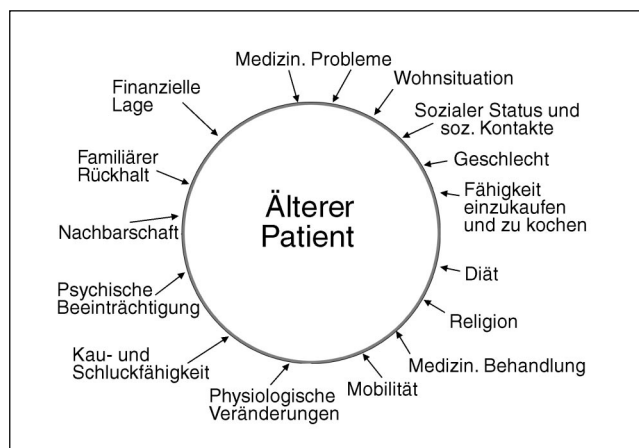 Medizin. Probleme
Wohnsituation
Sozialer Status und
soz. Kontakte
Geschlecht
Fähigkeit
einzukaufen
und zu kochen
Diät
Religion
Medizin. Behandlung
Mobilität
Physiologische
Veränderungen
Kau- und
Schluckfähigkeit
Psychische
Beeinträchtigung
Nachbarschaft
Familiärer
Rückhalt
Finanzielle
Lage
Älterer
Patient